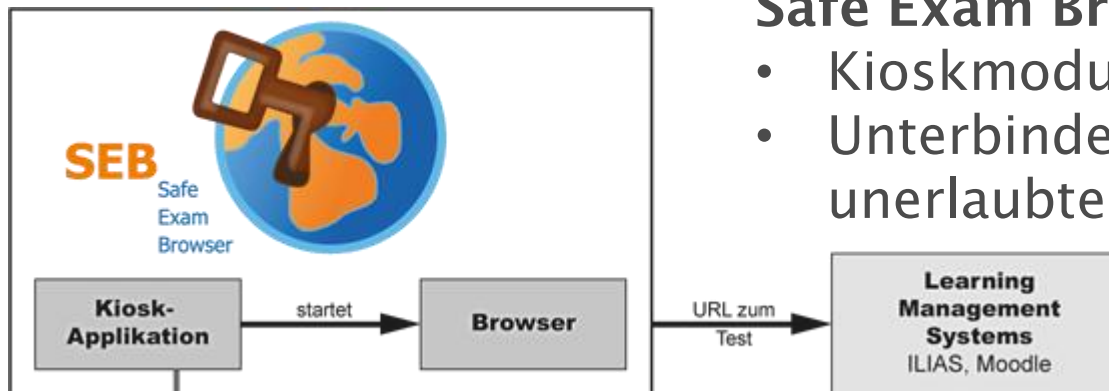 Safe Exam Br
• Kioskmodu
• Unterbinde
unerlaubte
SEB
Safe
Exam
Browser
Kiosk-
Applikation
startet
Browser
URL zum
Test
Learning
Management
Systems
ILIAS, Moodle